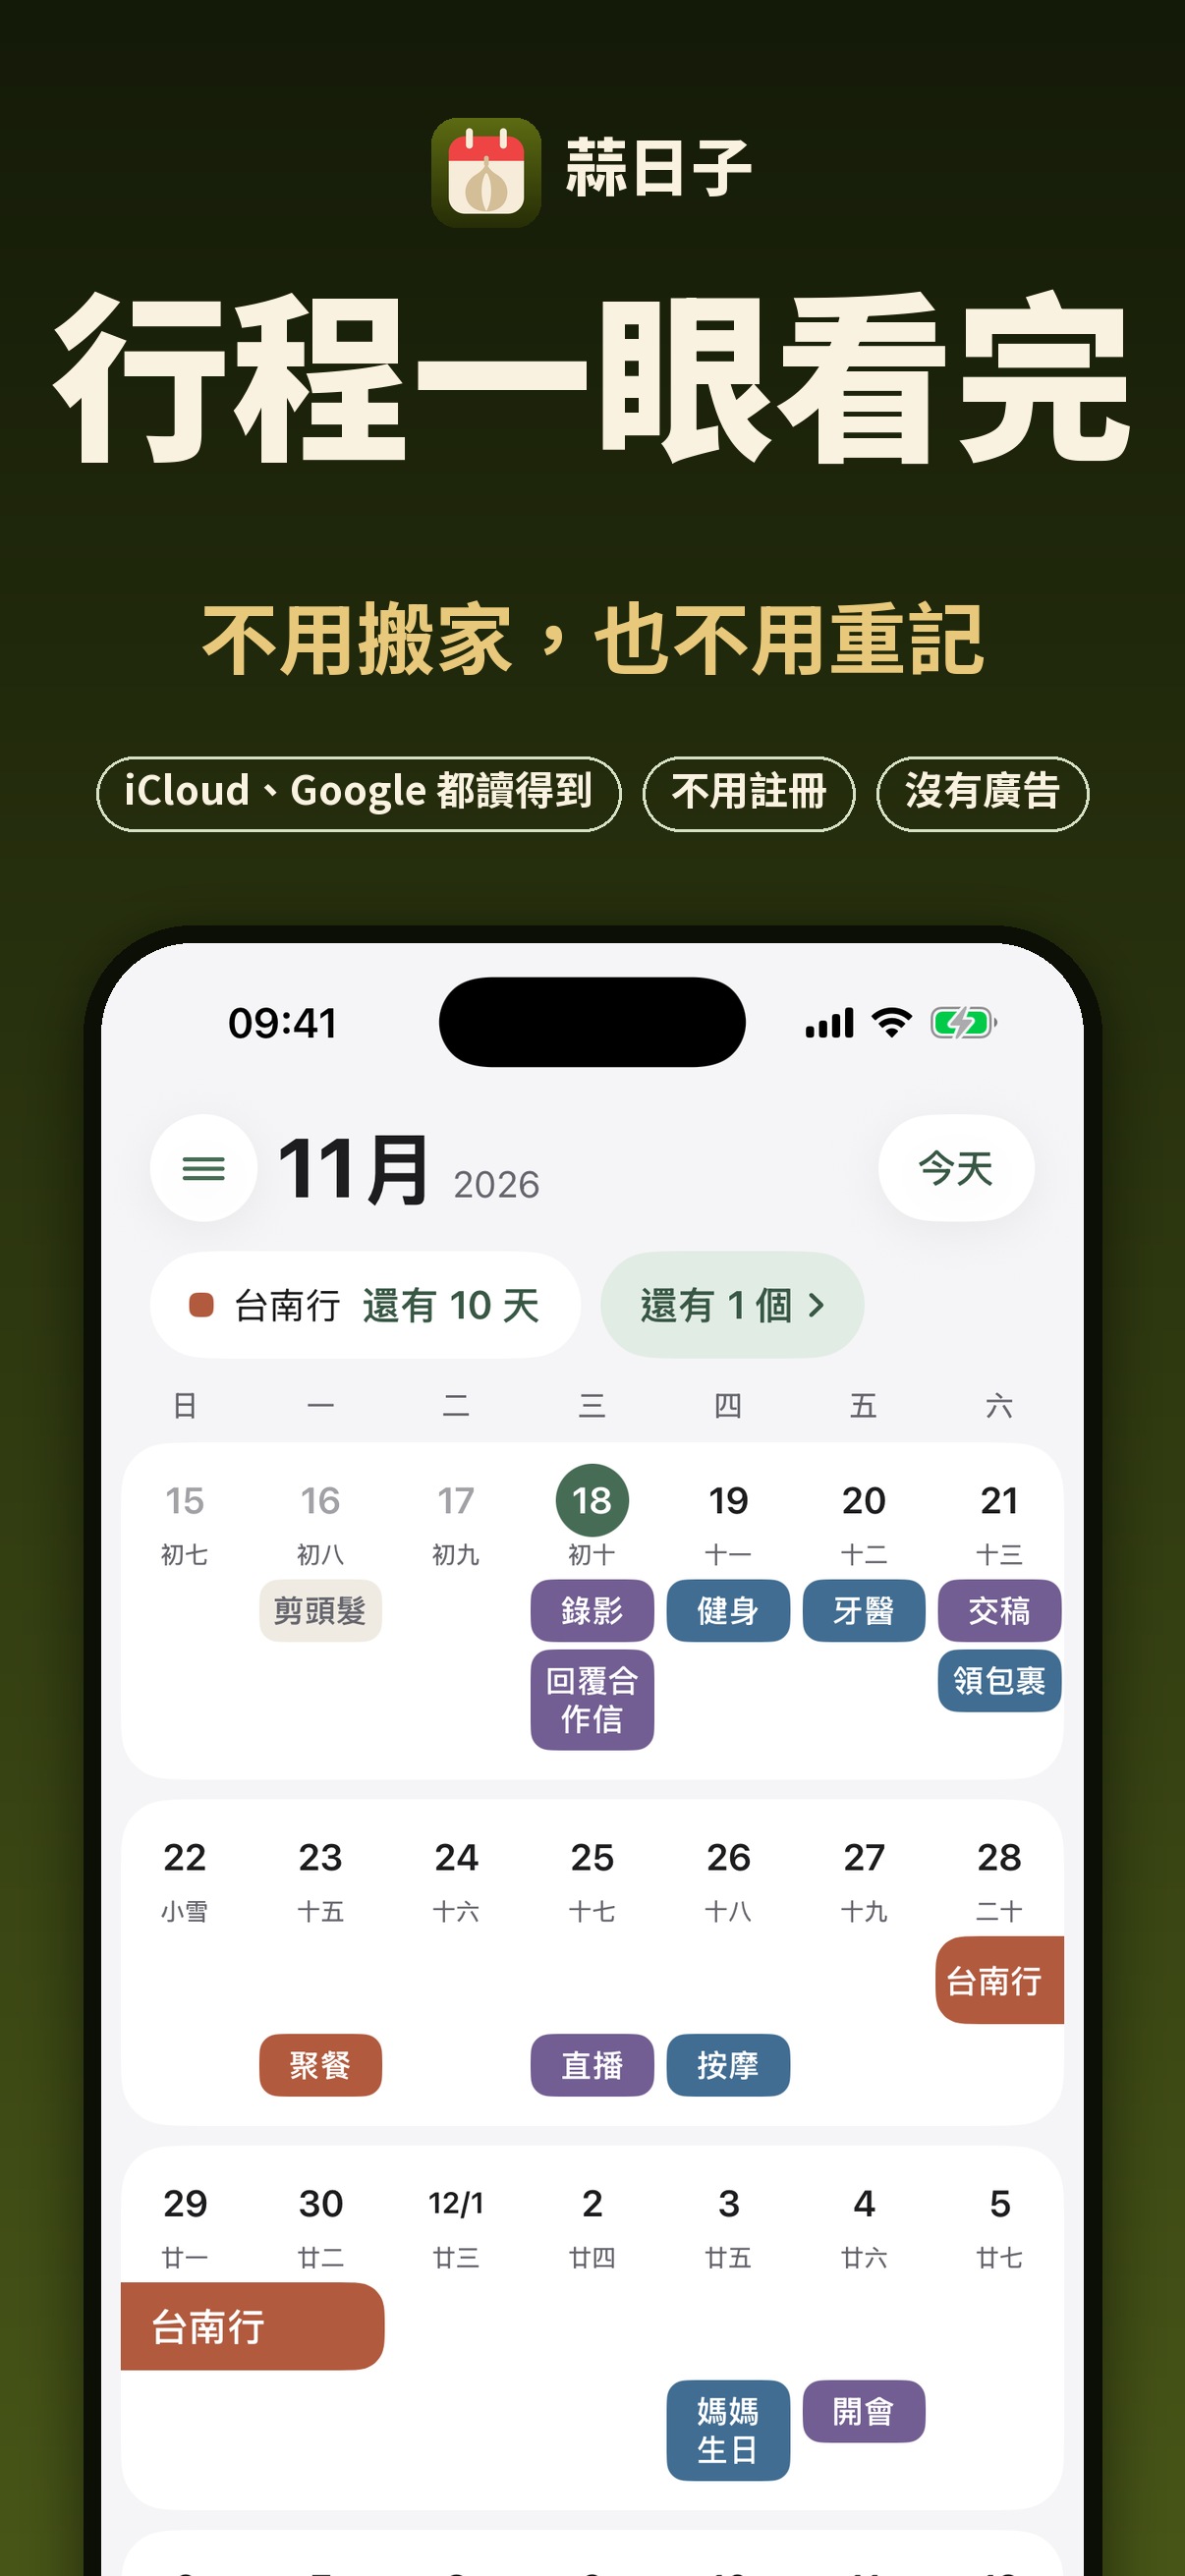 蒜日子
行程一眼看完
不用搬家，也不用重記
iCloud、Google 都讀得到 不用註冊 沒有廣告
09:41
11月 2026 今天
台南行 還有 10 天 還有 1 個 >
日 一 二 三 四 五 六
15 16 17 18 19 20 21
初七 初八 初九 初十 十一 十二 十三
剪頭髮 錄影 健身 牙醫 交稿
回覆合 領包裹
作信
22 23 24 25 26 27 28
小雪 十五 十六 十七 十八 十九 二十
台南行
聚餐 直播 按摩
29 30 12/1 2 3 4 5
廿一 廿二 廿三 廿四 廿五 廿六 廿七
台南行
媽媽 開會
生日